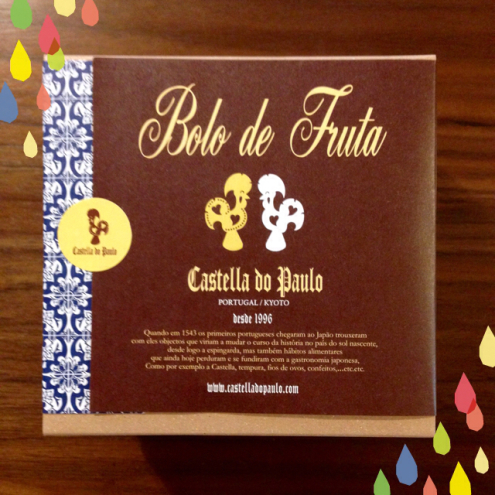 Bolo de Fruta
Castella do Paulo
Castella do Paulo
PORTUGAL / KYOTO
desde 1996
Quando em 1543 os primeiros portugueses chegaram ao Japão trouxeram
com eles objectos que viriam a mudar o curso da história no país do sol nascente,
desde logo a espingarda, mas também hábitos alimentares
que ainda hoje perduram e se fundiram com a gastronomia japonesa,
Como por exemplo a Castella, tempura, fios de ovos, confeitos,...etc.etc.
www.castelladopaulo.com